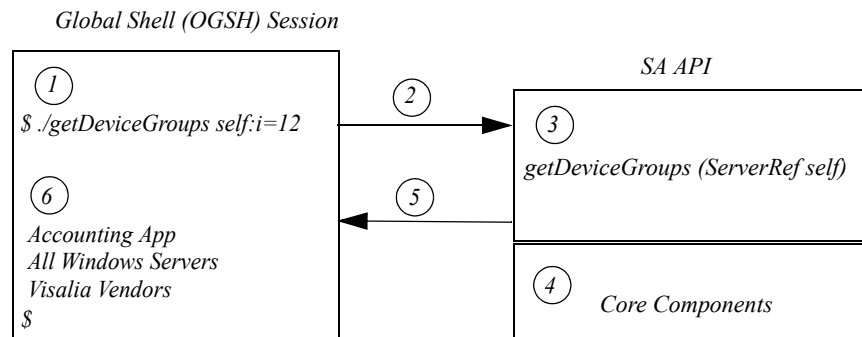 Global Shell (OGSH) Session
1
$ ./getDeviceGroups self:i=12
2
SA API
3
getDeviceGroups (ServerRef self)
6
5
Accounting App
All Windows Servers
Visalia Vendors
$
4
Core Components